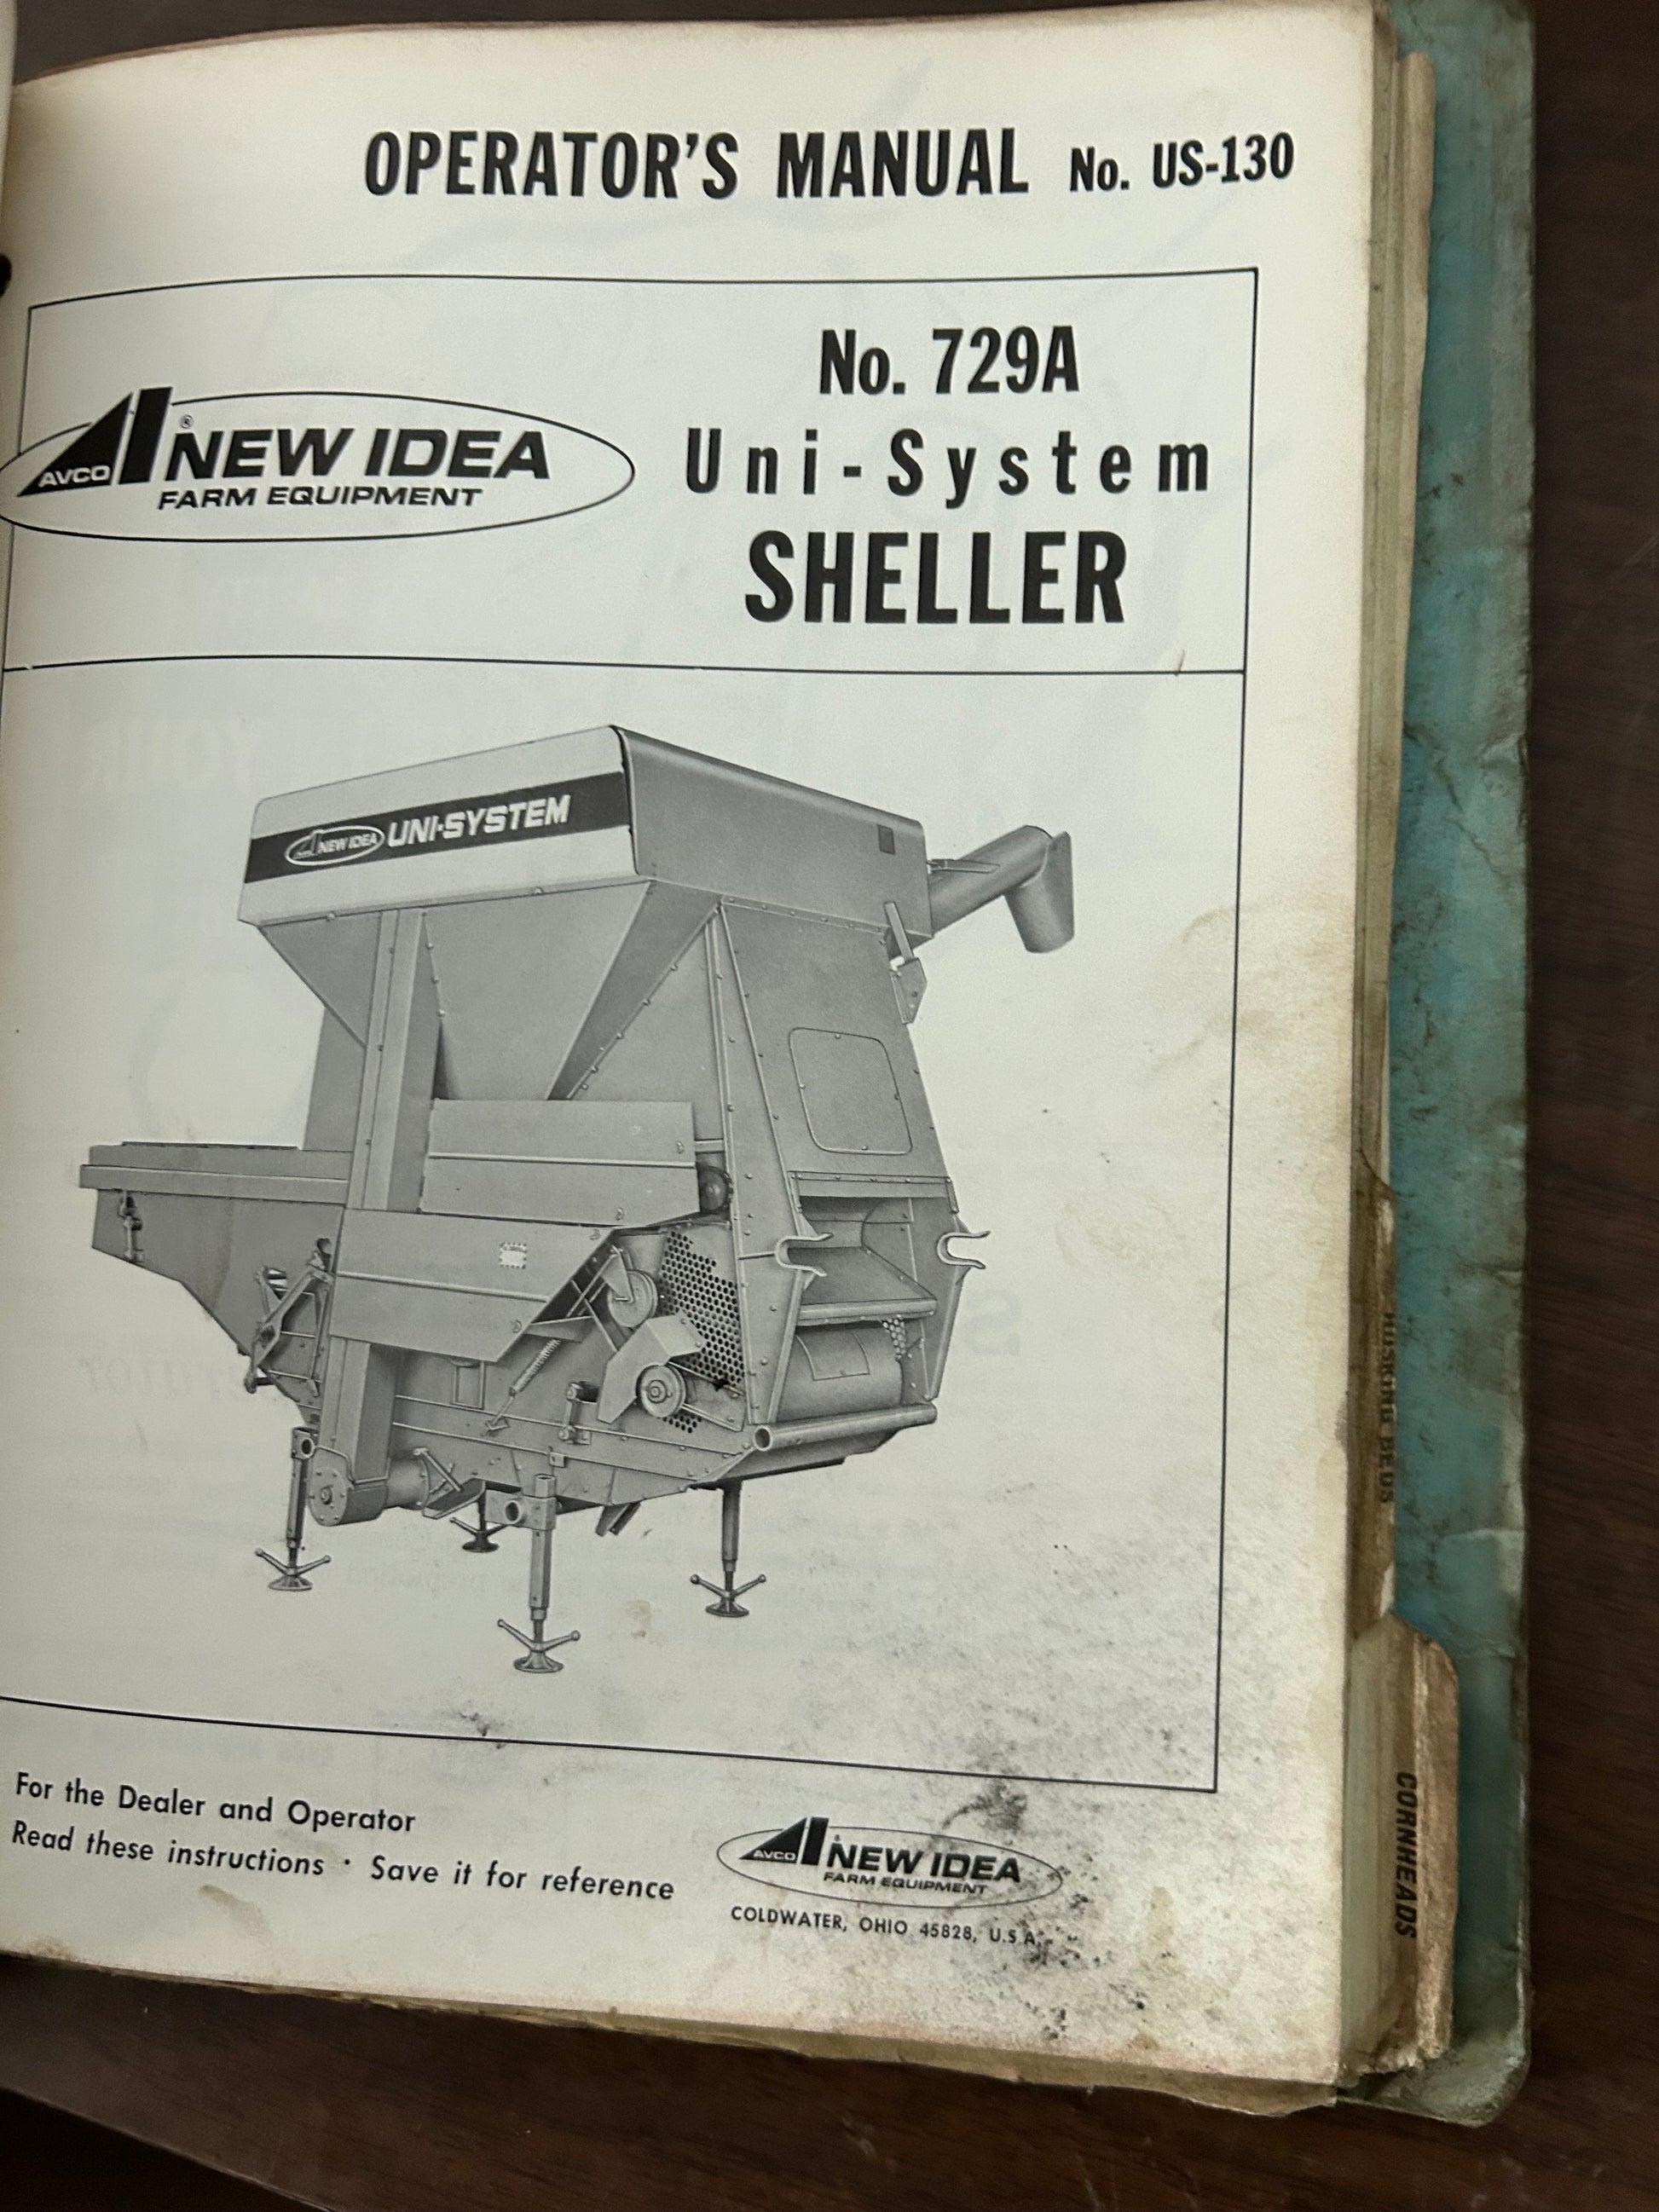 OPERATOR'S MANUAL No. US-130
No. 729A
Uni-System
SHELLER
AVCO
® NEW IDEA
FARM EQUIPMENT
NEW IDEA UNI-SYSTEM
For the Dealer and Operator
Read these instructions · Save it for reference
AVCO NEW IDEA
FARM EQUIPMENT
COLDWATER, OHIO 45828, U.S.A.
HUSKING BEDS
CORNHEADS